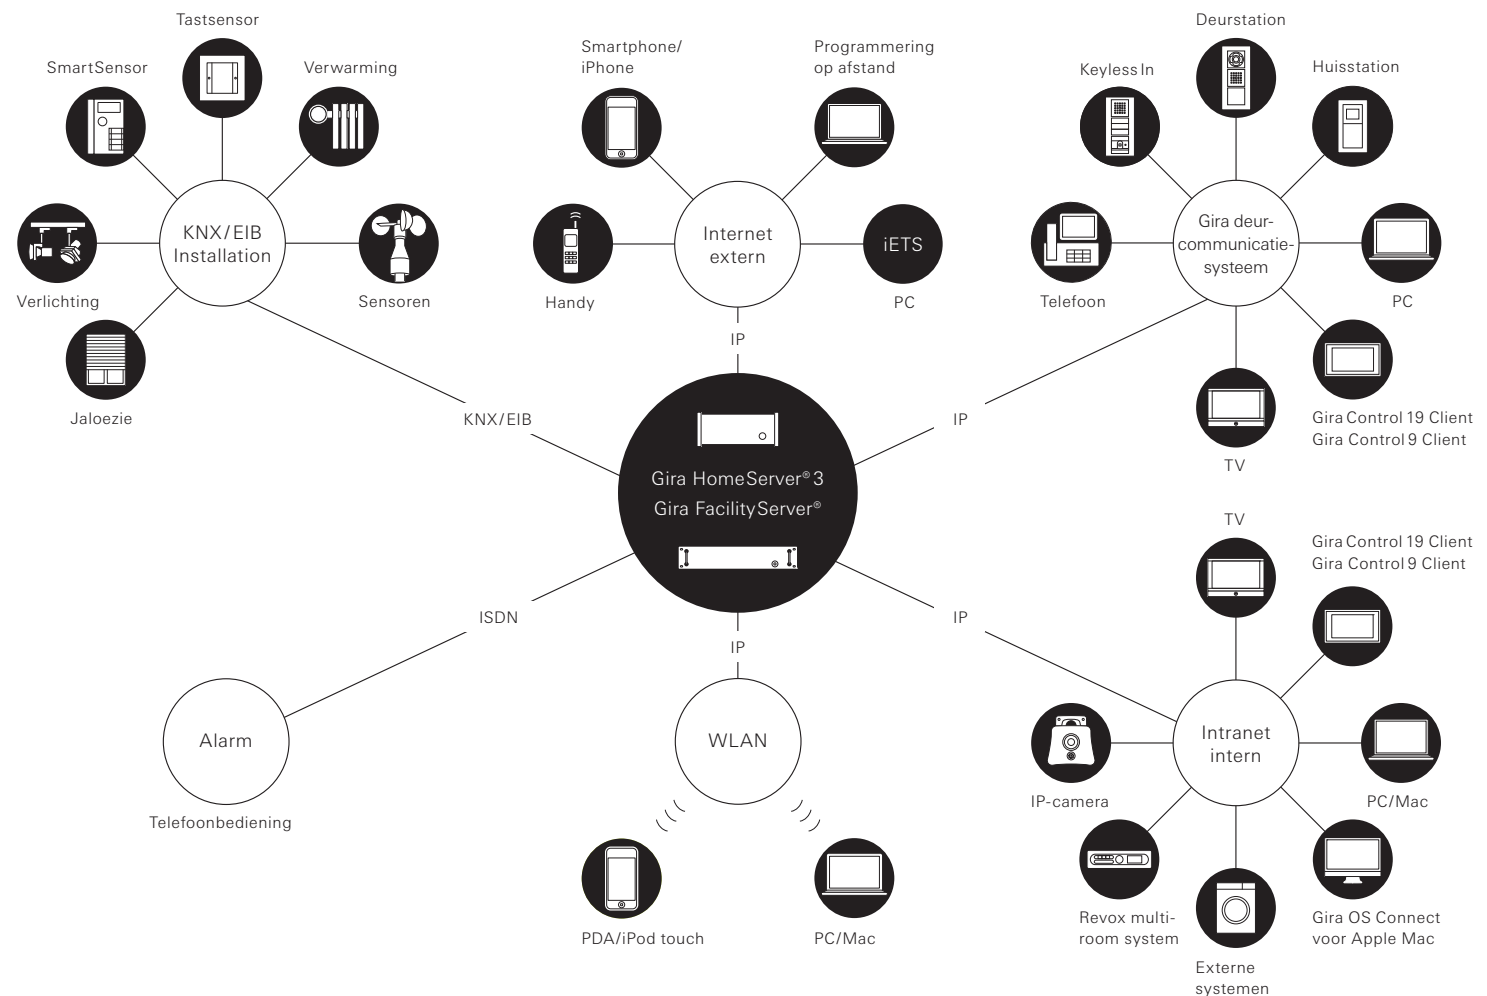 Tastsensor
SmartSensor
Verwarming
KNX/EIB
Installation
Verlichting
Sensoren
Jaloezie
KNX/EIB
Smartphone/
iPhone
Programmering
op afstand
Internet
extern
iETS
Handy
PC
IP
Deurstation
Keyless In
Huisstation
Gira deur-
communicatie-
systeem
Telefoon
PC
TV
Gira Control 19 Client
Gira Control 9 Client
IP
Gira HomeServer® 3
Gira FacilityServer®
ISDN
Alarm
Telefoonbediening
IP
WLAN
PDA/iPod touch
PC/Mac
IP
TV
Gira Control 19 Client
Gira Control 9 Client
Intranet
intern
IP-camera
PC/Mac
Revox multi-
room system
Externe
systemen
Gira OS Connect
voor Apple Mac